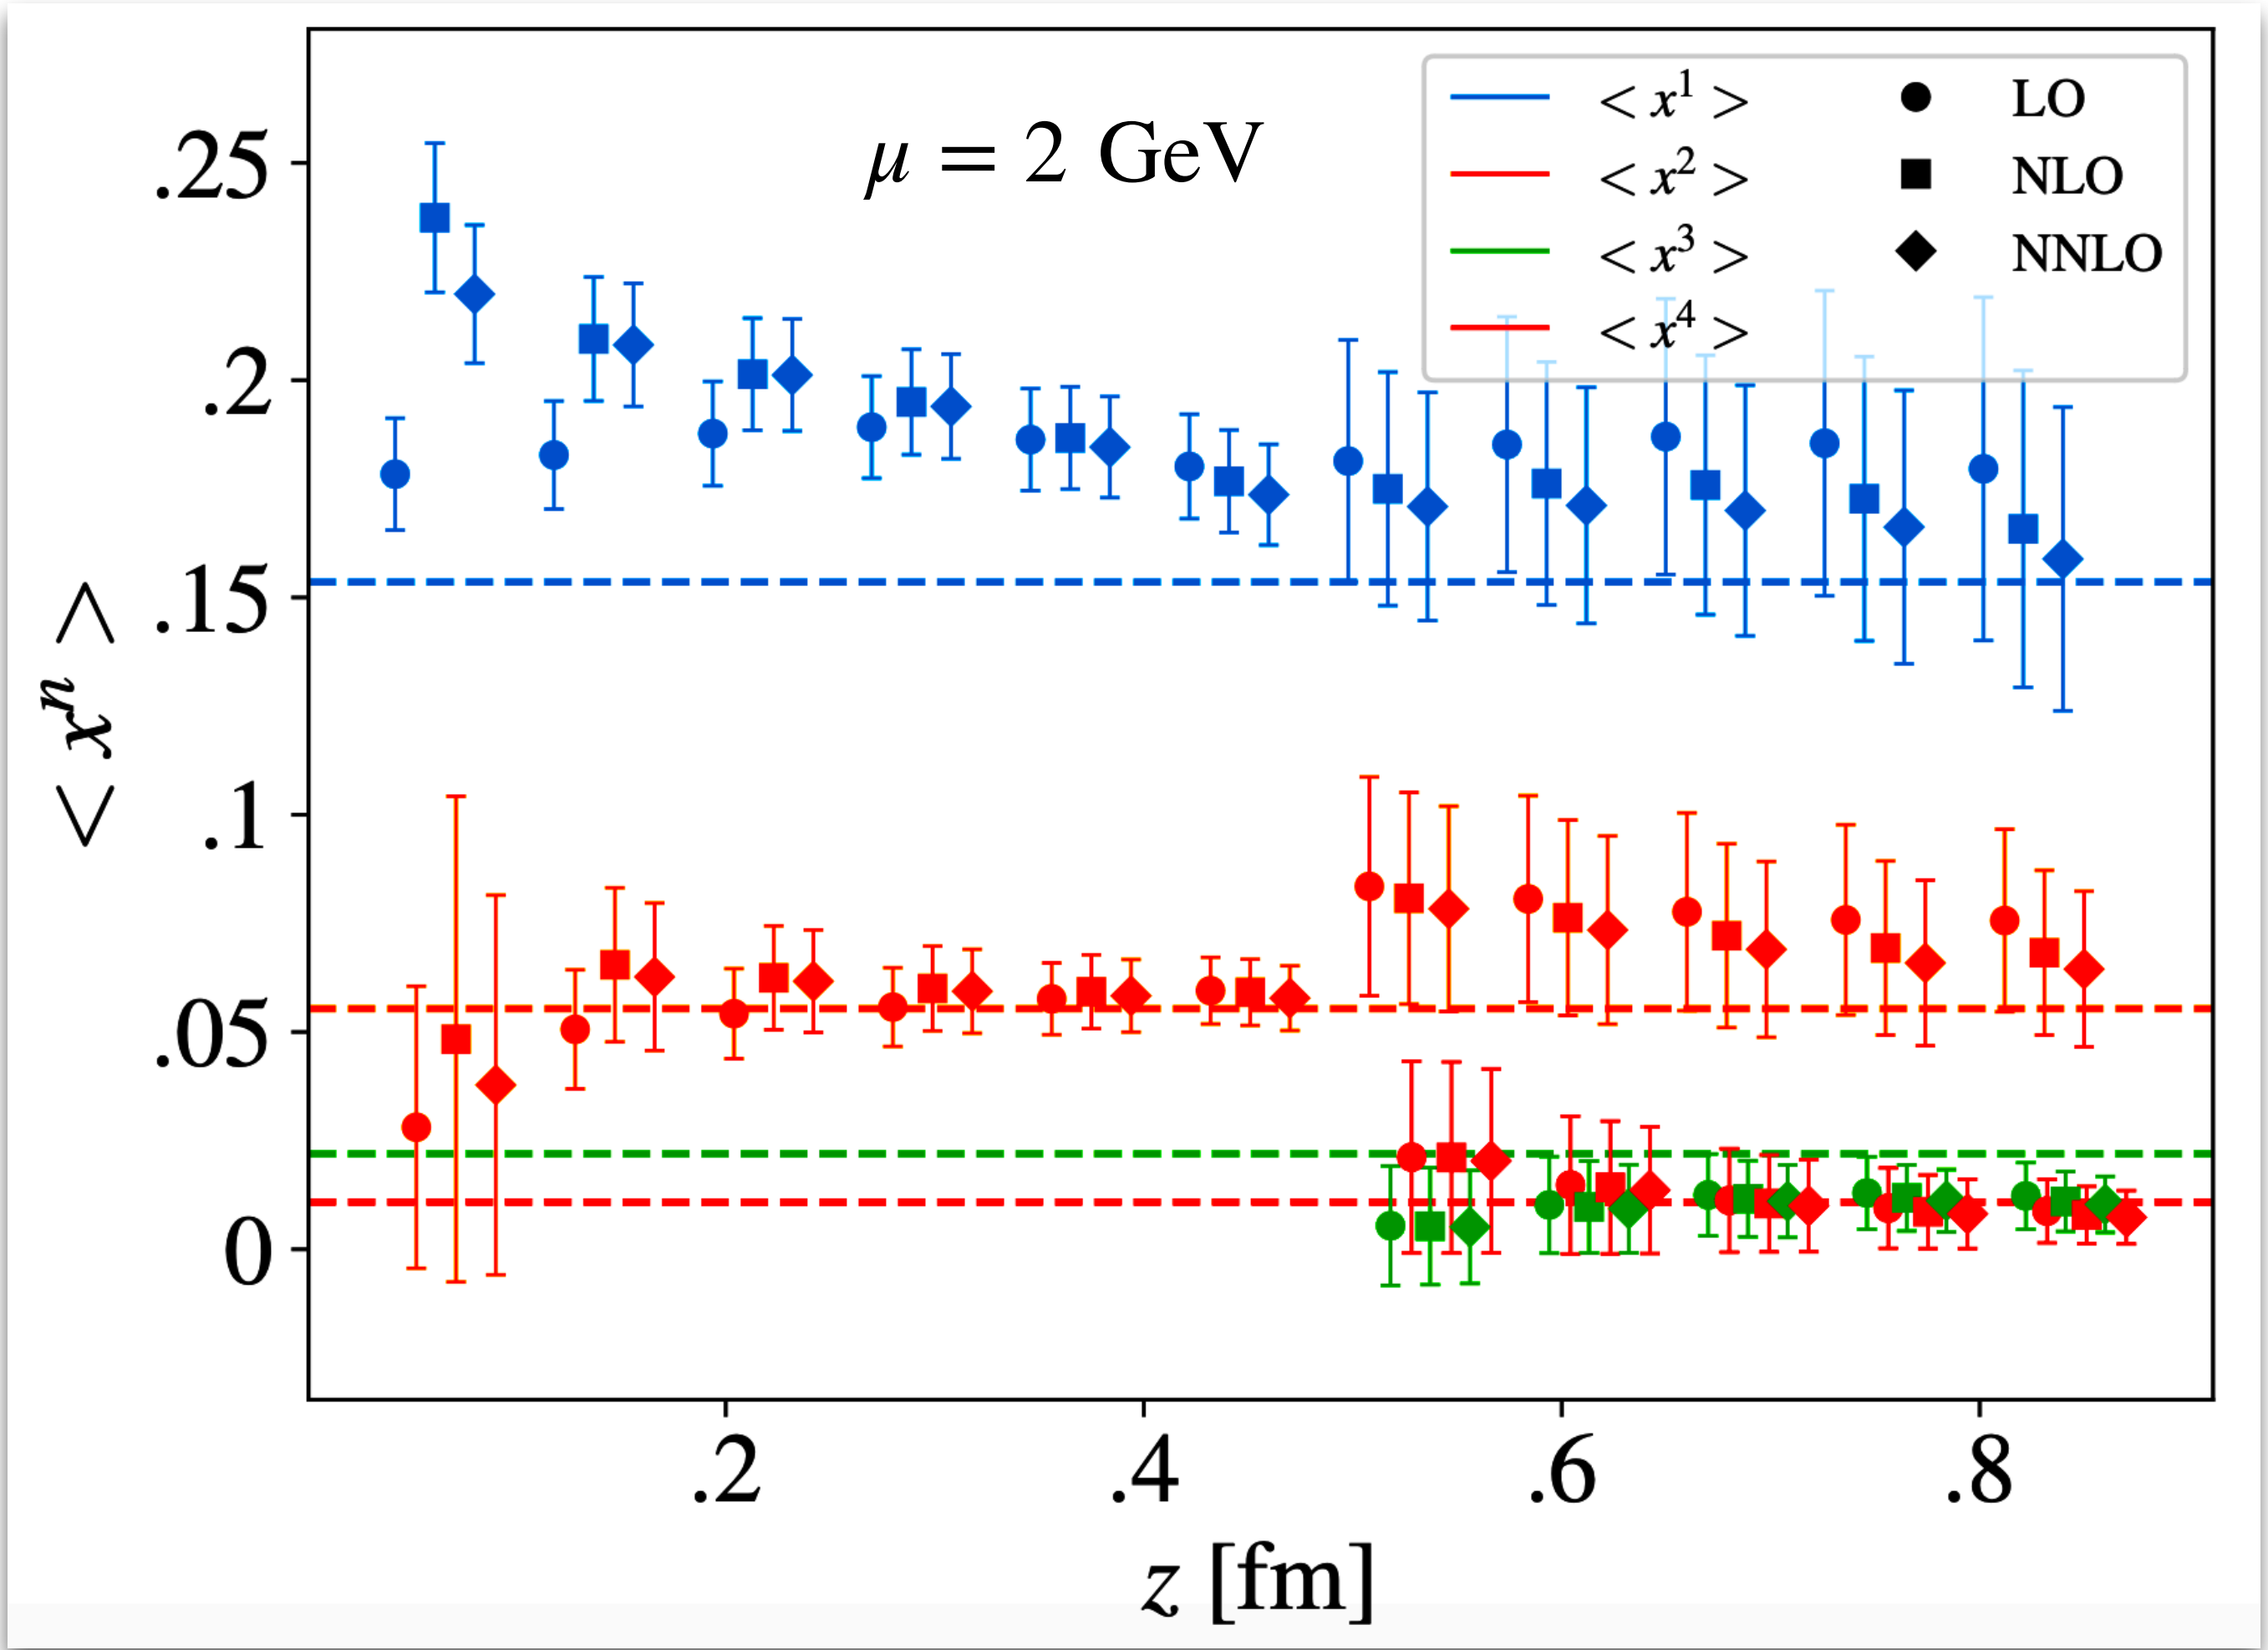 μ = 2 GeV
< x¹ > LO
< x² > NLO
< x³ > NNLO
< x⁴ >
< xⁿ >
.25
.2
.15
.1
.05
0
.2 .4 .6 .8
z [fm]